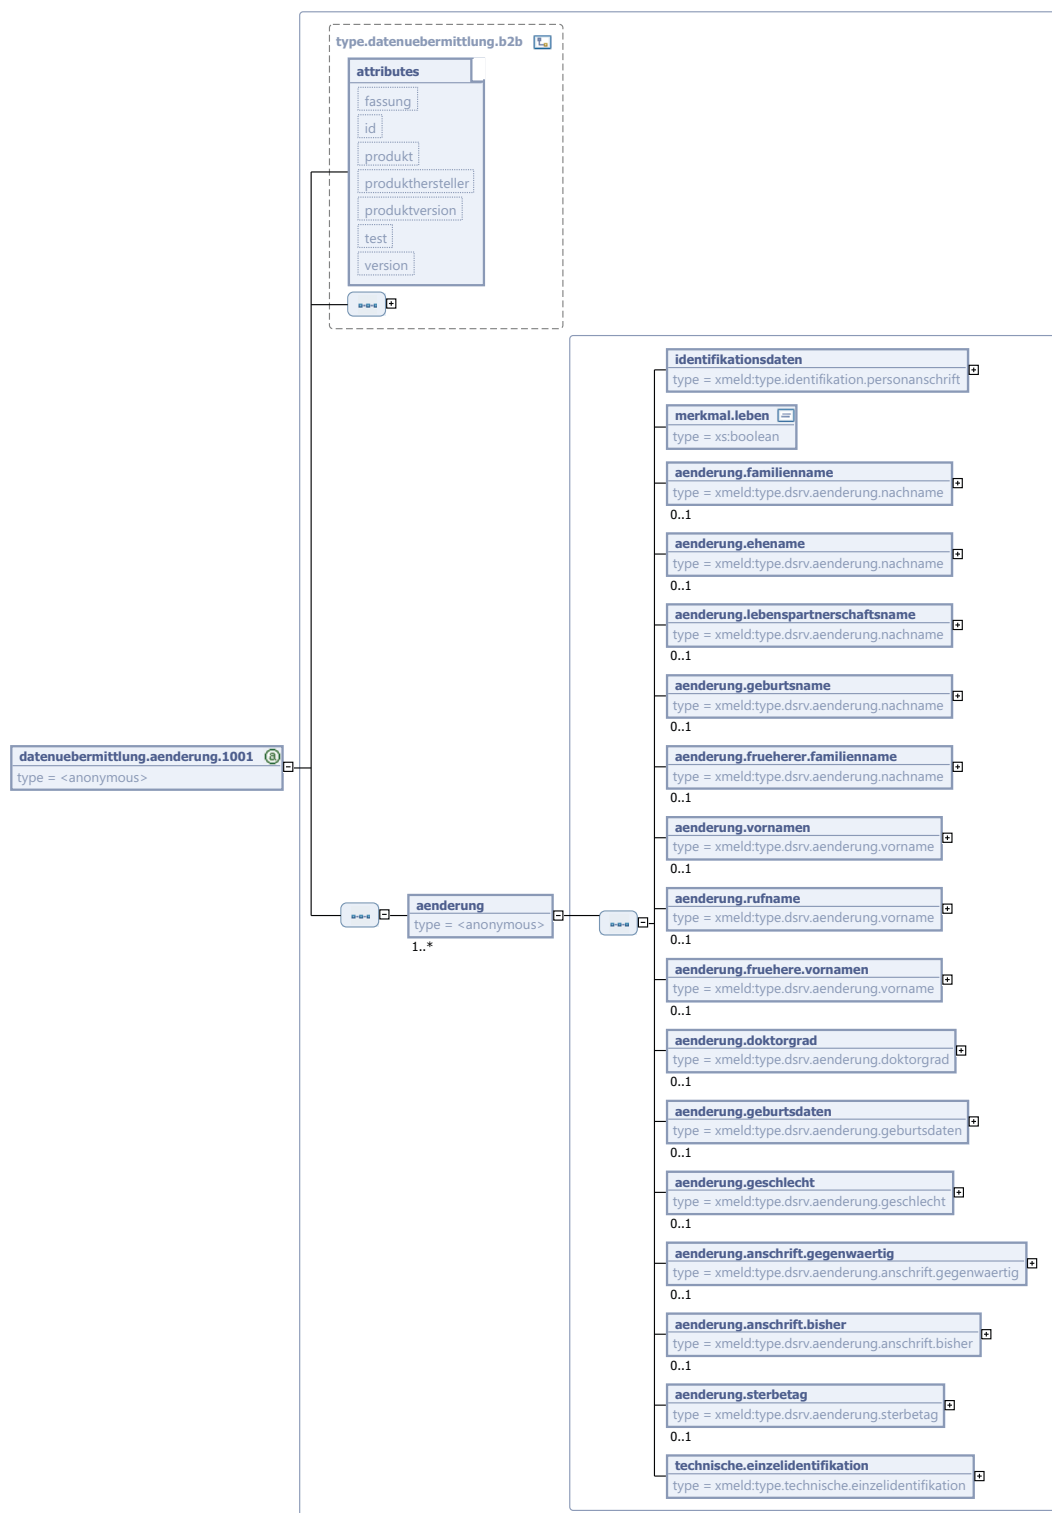 type.datenuebermittlung.b2b
attributes
fassung
id
produkt
produkthersteller
produktversion
test
version
identifikationsdaten
type = xmeld:type.identifikation.personanschrift
merkmal.leben
type = xs:boolean
aenderung.familienname
type = xmeld:type.dsrv.aenderung.nachname
0..1
aenderung.ehename
type = xmeld:type.dsrv.aenderung.nachname
0..1
aenderung.lebenspartnerschaftsname
type = xmeld:type.dsrv.aenderung.nachname
0..1
aenderung.geburtsname
type = xmeld:type.dsrv.aenderung.nachname
0..1
datenuebermittlung.aenderung.1001 @
type = <anonymous>
aenderung.frueherer.familienname
type = xmeld:type.dsrv.aenderung.nachname
0..1
aenderung.vornamen
type = xmeld:type.dsrv.aenderung.vorname
0..1
aenderung
type = <anonymous>
1..*
aenderung.rufname
type = xmeld:type.dsrv.aenderung.vorname
0..1
aenderung.fruehere.vornamen
type = xmeld:type.dsrv.aenderung.vorname
0..1
aenderung.doktorgrad
type = xmeld:type.dsrv.aenderung.doktorgrad
0..1
aenderung.geburtsdaten
type = xmeld:type.dsrv.aenderung.geburtsdaten
0..1
aenderung.geschlecht
type = xmeld:type.dsrv.aenderung.geschlecht
0..1
aenderung.anschrift.gegenwaertig
type = xmeld:type.dsrv.aenderung.anschrift.gegenwaertig
0..1
aenderung.anschrift.bisher
type = xmeld:type.dsrv.aenderung.anschrift.bisher
0..1
aenderung.sterbetag
type = xmeld:type.dsrv.aenderung.sterbetag
0..1
technische.einzelidentifikation
type = xmeld:type.technische.einzelidentifikation